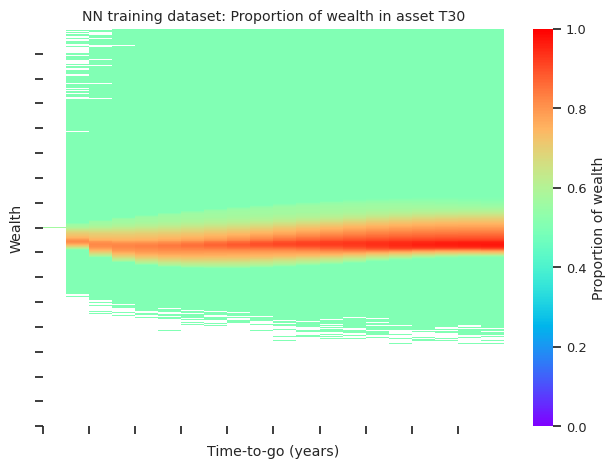 NN training dataset: Proportion of wealth in asset T30
1.0
0.8
0.6
0.4
0.2
0.0
Proportion of wealth
Wealth
Time-to-go (years)